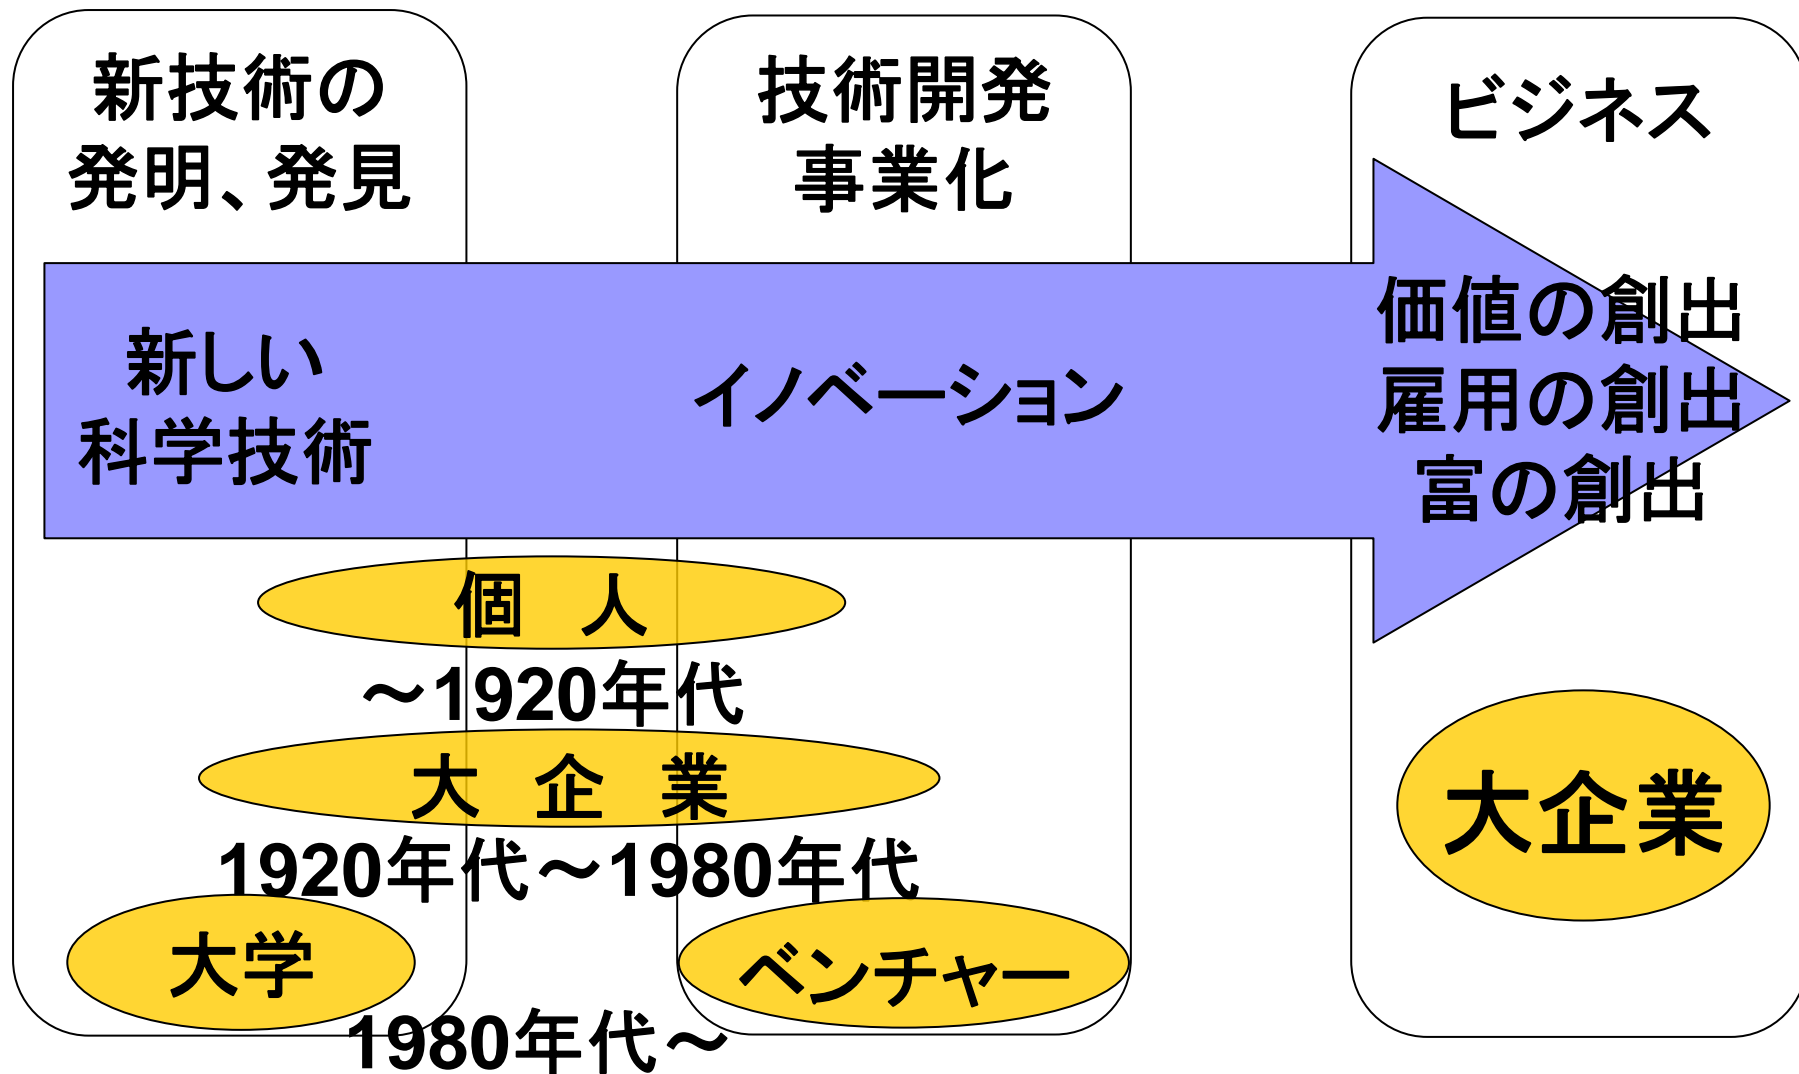 新技術の
発明、発見
技術開発
事業化
ビジネス
新しい
科学技術
イノベーション
価値の創出
雇用の創出
富の創出
個　人
～1920年代
大　企　業
1920年代～1980年代
大学
ベンチャー
1980年代～
大企業